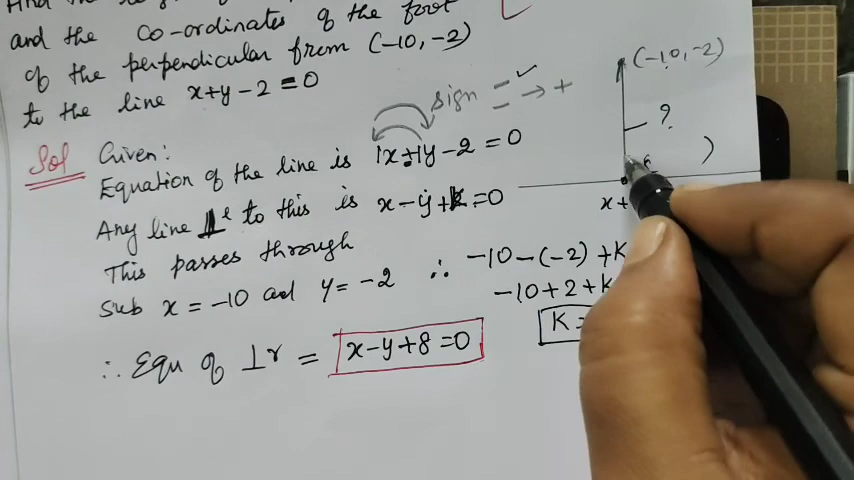 and the Co-ordinates of the foot
of the perpendicular from (-10, -2)
to the line x+y-2=0
sign - ✓
- → +
(-10, -2)
?
Sol Given:
Equation of the line is 1x+1y-2=0
Any line ⊥r to this is x-y+k=0
x+
This passes through
Sub x = -10 and y = -2 ∴ -10-(-2)+K
-10+2+k
K =
∴ Equ of ⊥r = x-y+8=0